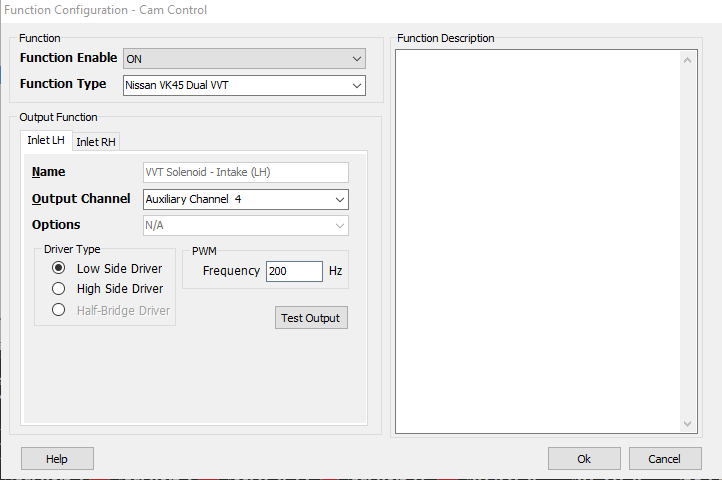 Function Configuration - Cam Control
Function
Function Enable ON
Function Type Nissan VK45 Dual VVT
Function Description
Output Function
Inlet LH Inlet RH
Name VVT Solenoid - Intake (LH)
Output Channel Auxiliary Channel 4
Options N/A
Driver Type
Low Side Driver
High Side Driver
Half-Bridge Driver
PWM
Frequency 200 Hz
Test Output
Help Ok Cancel